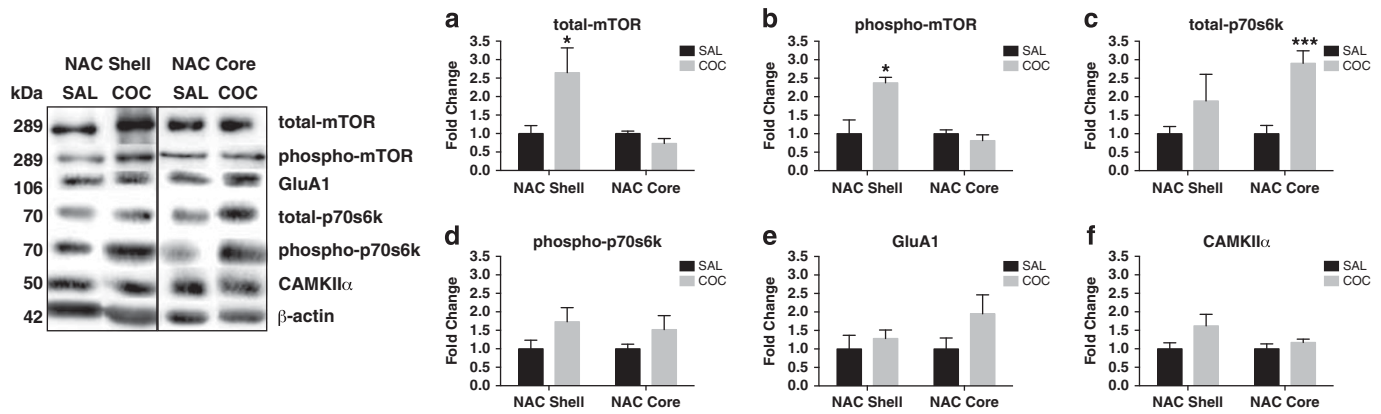 NAC Shell NAC Core
kDa SAL COC SAL COC
289 total-mTOR
289 phospho-mTOR
106 GluA1
70 total-p70s6k
70 phospho-p70s6k
50 CAMKIIα
42 β-actin
a total-mTOR
Fold Change
3.5
3.0
2.5
2.0
1.5
1.0
0.5
0.0
*
SAL
COC
NAC Shell NAC Core
b phospho-mTOR
Fold Change
3.5
3.0
2.5
2.0
1.5
1.0
0.5
0.0
*
SAL
COC
NAC Shell NAC Core
c total-p70s6k
Fold Change
3.5
3.0
2.5
2.0
1.5
1.0
0.5
0.0
***
SAL
COC
NAC Shell NAC Core
d phospho-p70s6k
Fold Change
3.5
3.0
2.5
2.0
1.5
1.0
0.5
0.0
SAL
COC
NAC Shell NAC Core
e GluA1
Fold Change
3.5
3.0
2.5
2.0
1.5
1.0
0.5
0.0
SAL
COC
NAC Shell NAC Core
f CAMKIIα
Fold Change
3.5
3.0
2.5
2.0
1.5
1.0
0.5
0.0
SAL
COC
NAC Shell NAC Core